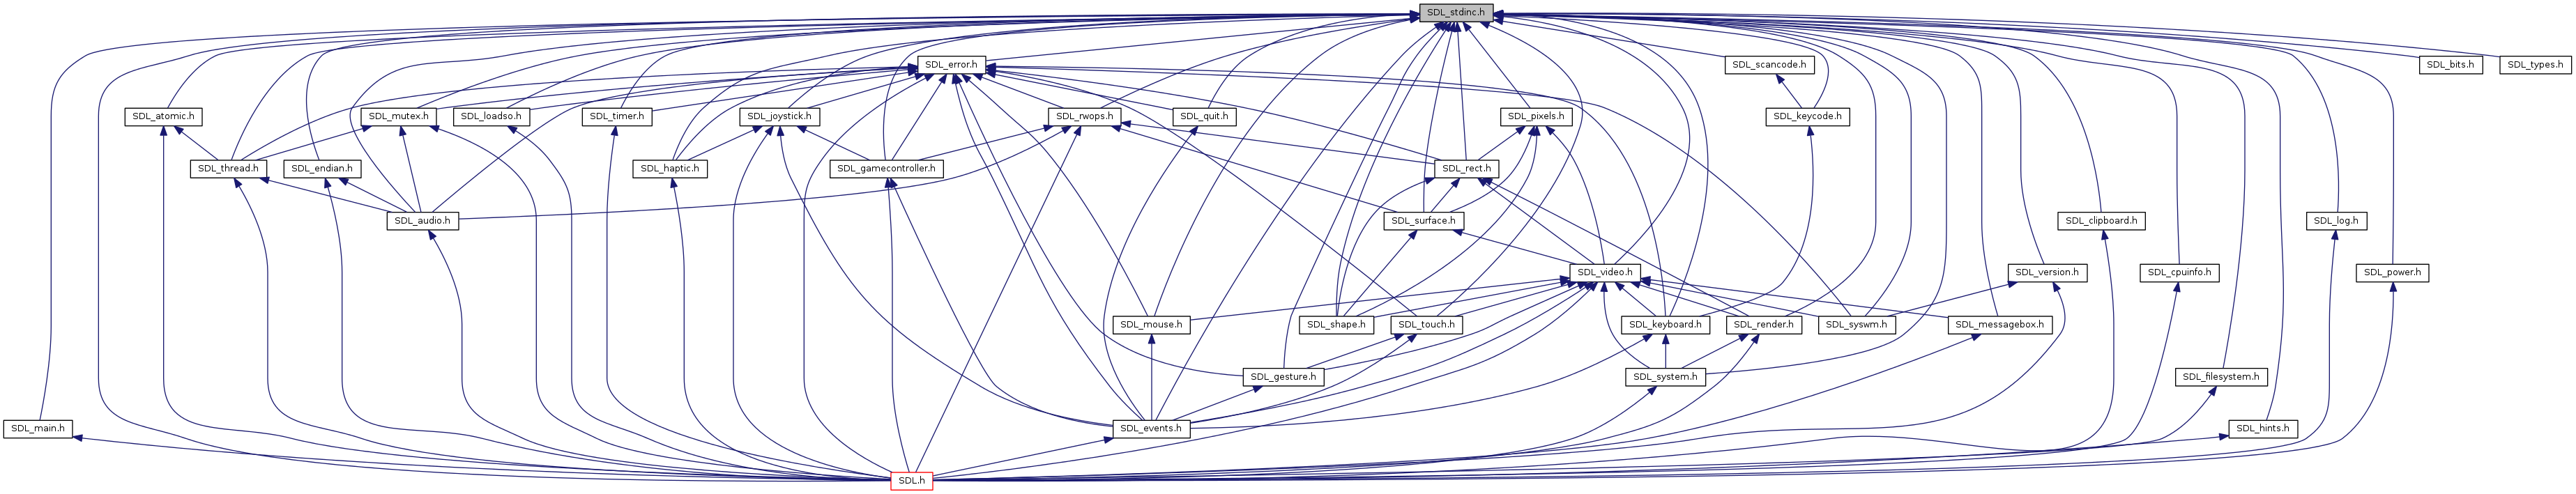 SDL_stdinc.h
SDL_error.h
SDL_scancode.h
SDL_bits.h
SDL_types.h
SDL_atomic.h
SDL_mutex.h
SDL_loadso.h
SDL_timer.h
SDL_joystick.h
SDL_rwops.h
SDL_quit.h
SDL_pixels.h
SDL_keycode.h
SDL_thread.h
SDL_endian.h
SDL_haptic.h
SDL_gamecontroller.h
SDL_rect.h
SDL_audio.h
SDL_surface.h
SDL_clipboard.h
SDL_log.h
SDL_video.h
SDL_version.h
SDL_cpuinfo.h
SDL_power.h
SDL_mouse.h
SDL_shape.h
SDL_touch.h
SDL_keyboard.h
SDL_render.h
SDL_syswm.h
SDL_messagebox.h
SDL_gesture.h
SDL_system.h
SDL_filesystem.h
SDL_main.h
SDL_events.h
SDL_hints.h
SDL.h